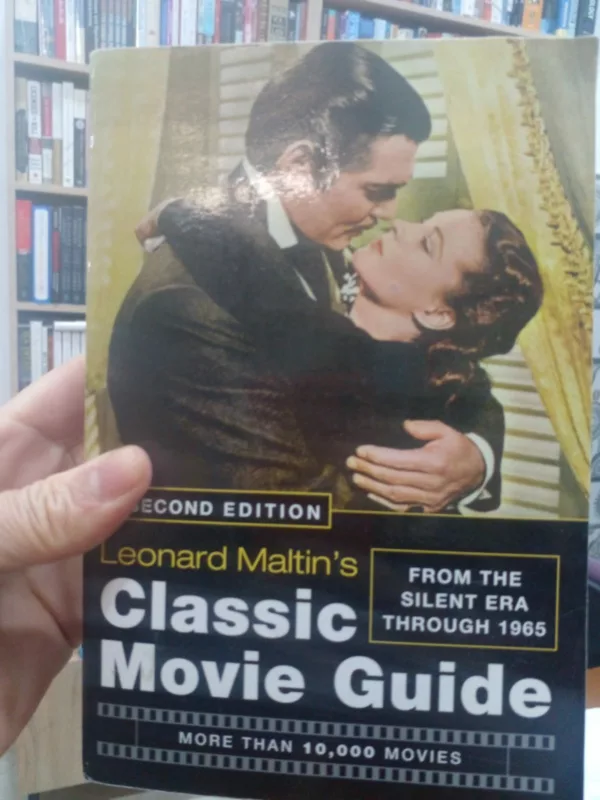 SECOND EDITION
Leonard Maltin's
Classic
Movie Guide
FROM THE
SILENT ERA
THROUGH 1965
MORE THAN 10,000 MOVIES